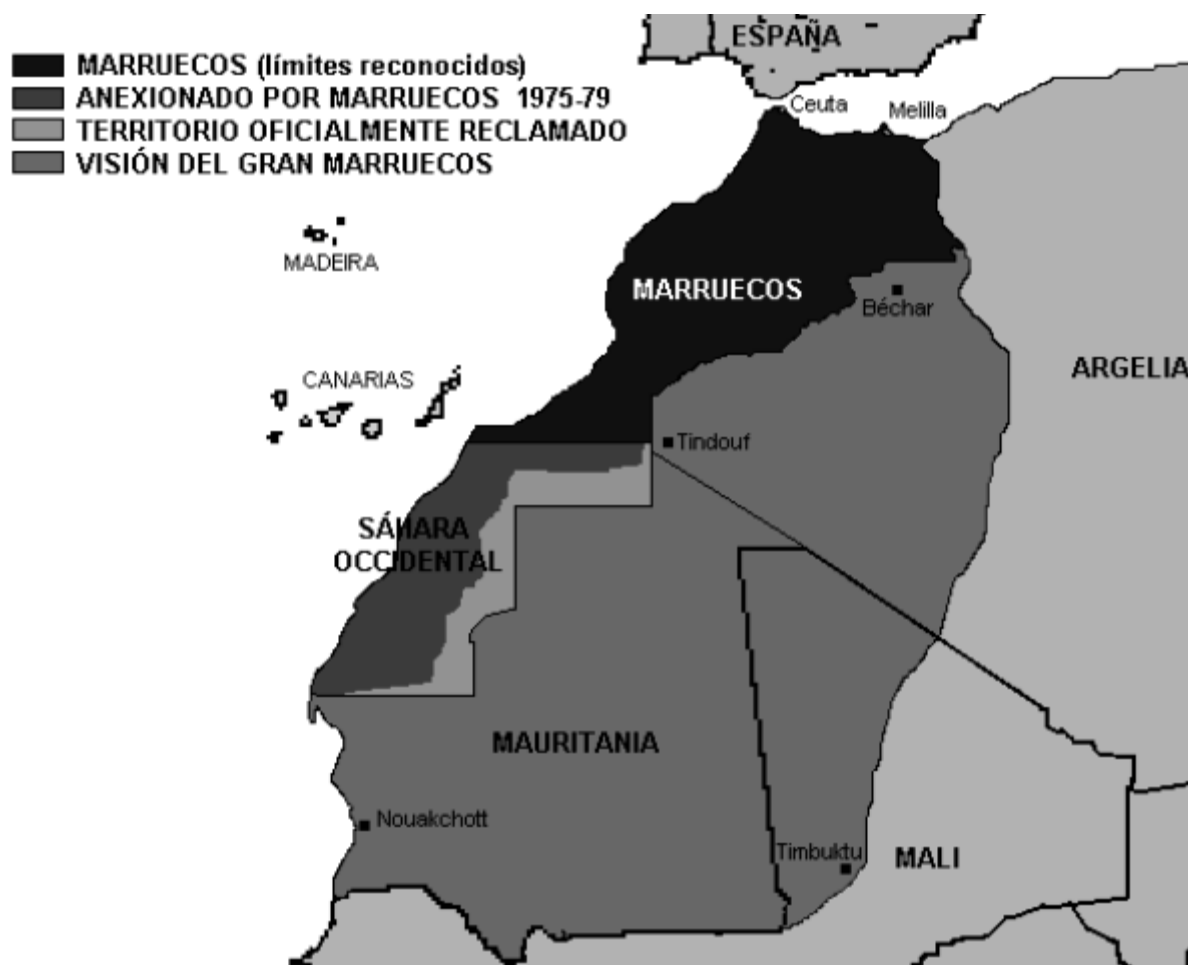 ESPAÑA
MARRUECOS (límites reconocidos)
ANEXIONADO POR MARRUECOS 1975-79
TERRITORIO OFICIALMENTE RECLAMADO
VISIÓN DEL GRAN MARRUECOS
Ceuta
Melilla
MADEIRA
MARRUECOS
Béchar
CANARIAS
ARGELIA
Tindouf
SÁHARA
OCCIDENTAL
MAURITANIA
Nouakchott
Timbuktu
MALI